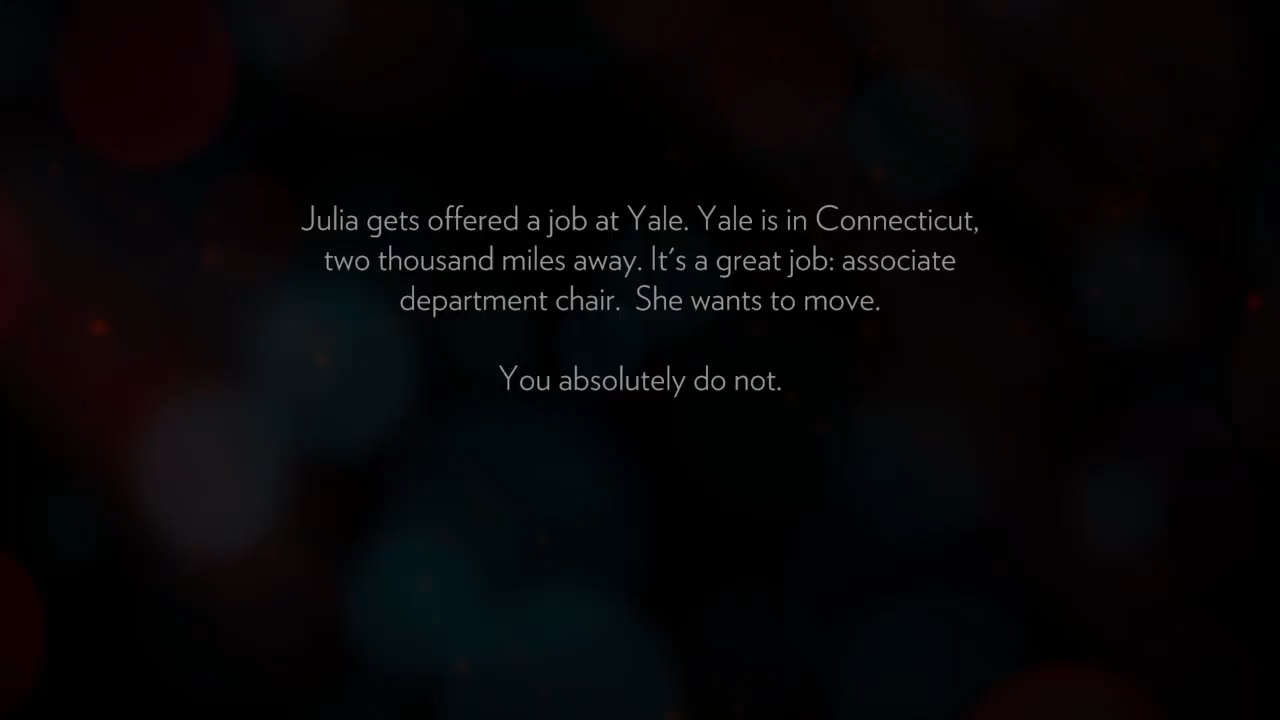 Julia gets offered a job at Yale. Yale is in Connecticut,
two thousand miles away. It's a great job: associate
department chair.  She wants to move.
You absolutely do not.